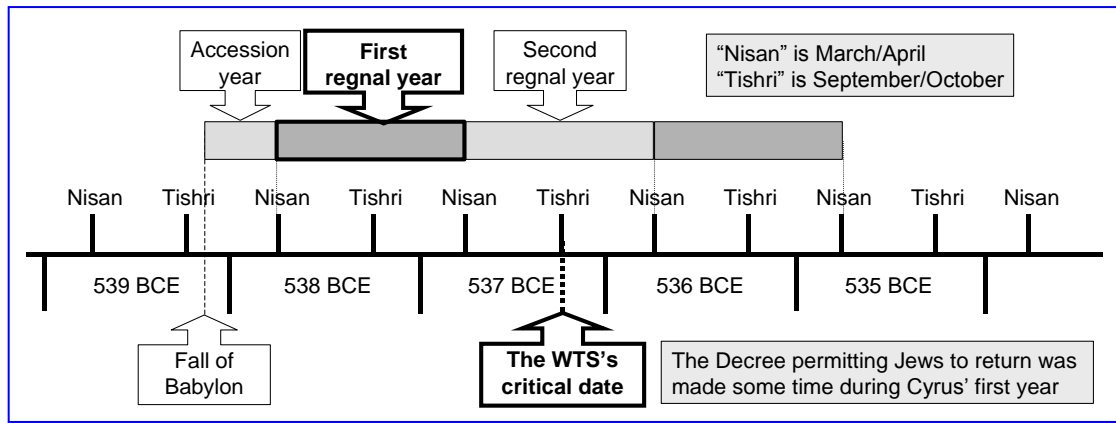 Accession
year
First
regnal year
Second
regnal year
“Nisan” is March/April
“Tishri” is September/October
Nisan Tishri Nisan Tishri Nisan Tishri Nisan Tishri Nisan Tishri Nisan
539 BCE 538 BCE 537 BCE 536 BCE 535 BCE
Fall of
Babylon
The WTS’s
critical date
The Decree permitting Jews to return was
made some time during Cyrus’ first year